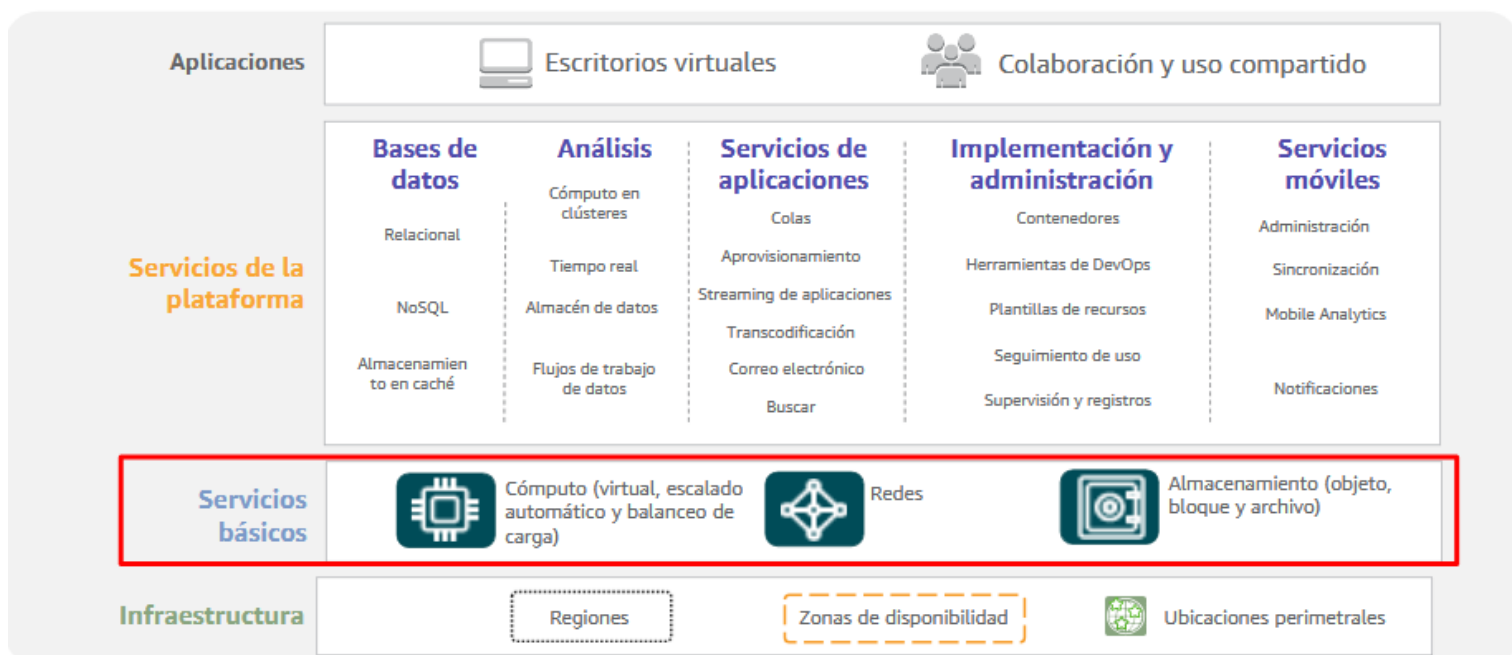 Aplicaciones
Escritorios virtuales
Colaboración y uso compartido
Servicios de la
plataforma
Bases de
datos
Relacional
NoSQL
Almacenamien
to en caché
Análisis
Cómputo en
clústeres
Tiempo real
Almacén de datos
Flujos de trabajo
de datos
Servicios de
aplicaciones
Colas
Aprovisionamiento
Streaming de aplicaciones
Transcodificación
Correo electrónico
Buscar
Implementación y
administración
Contenedores
Herramientas de DevOps
Plantillas de recursos
Seguimiento de uso
Supervisión y registros
Servicios
móviles
Administración
Sincronización
Mobile Analytics
Notificaciones
Servicios
básicos
Cómputo (virtual, escalado
automático y balanceo de
carga)
Redes
Almacenamiento (objeto,
bloque y archivo)
Infraestructura
Regiones
Zonas de disponibilidad
Ubicaciones perimetrales